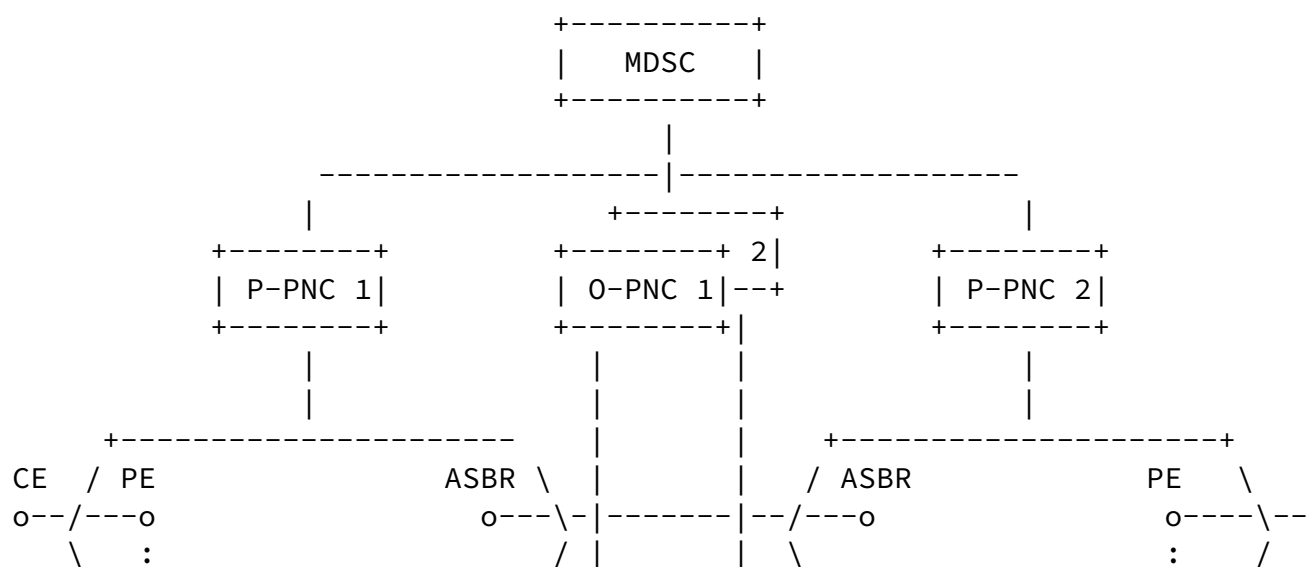 +----------+
                              |   MDSC   |
                              +----------+
                                    |
                 -------------------|-------------------
                 |                +--------+             |
            +--------+         +--------+ 2|        +--------+
            | P-PNC 1|         | O-PNC 1|--+        | P-PNC 2|
            +--------+         +--------+|          +--------+
                 |               |       |               |
                 |               |       |               |
      +----------------------    |       |    +---------------------+
CE   / PE               ASBR \   |       |   / ASBR             PE   \
o--/---o                  o---\-|-------|--/---o                o----\--
   \   :                       / |       |  \                   :    /